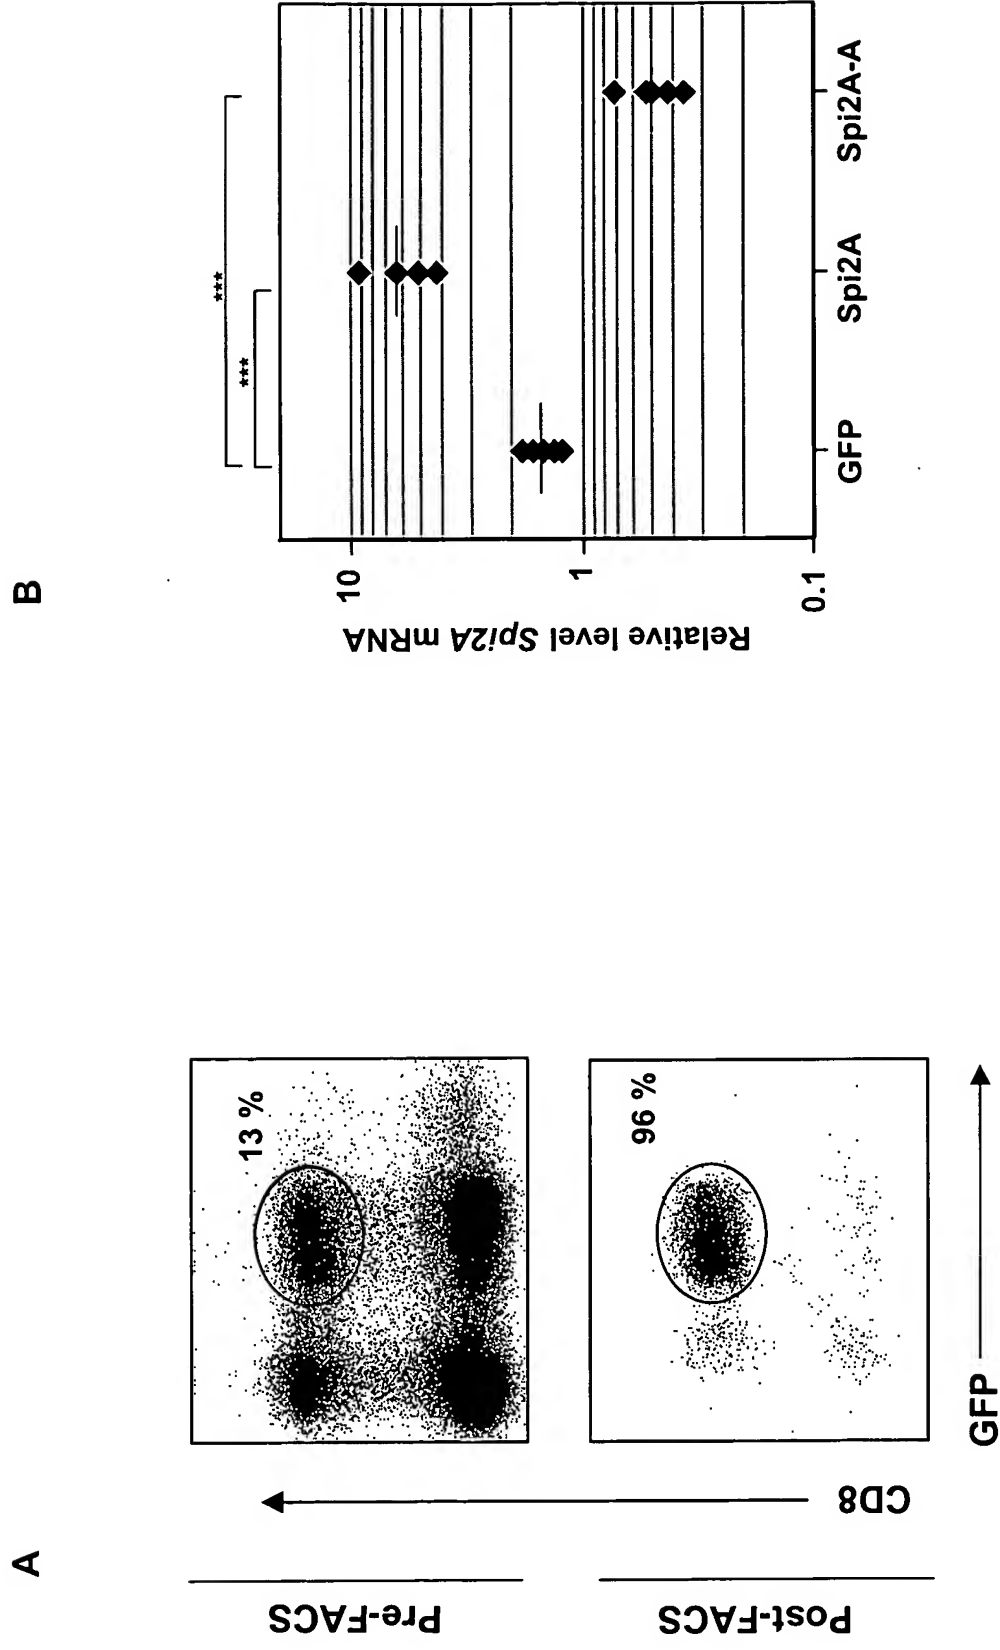 A
Pre-FACS
13 %
Post-FACS
96 %
CD8
GFP
B
Relative level Spi2A mRNA
10
1
0.1
***
***
GFP
Spi2A
Spi2A-A